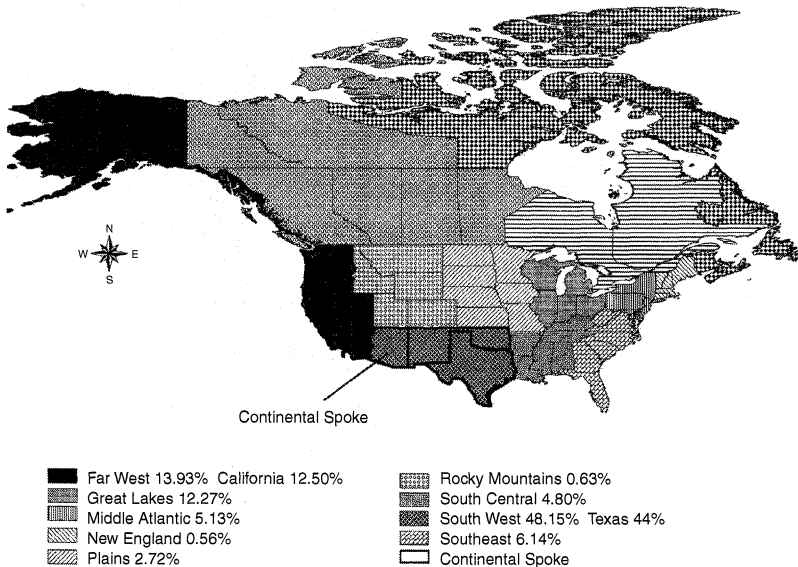 N
W E
S
Continental Spoke
Far West 13.93% California 12.50%
Great Lakes 12.27%
Middle Atlantic 5.13%
New England 0.56%
Plains 2.72%
Rocky Mountains 0.63%
South Central 4.80%
South West 48.15% Texas 44%
Southeast 6.14%
Continental Spoke